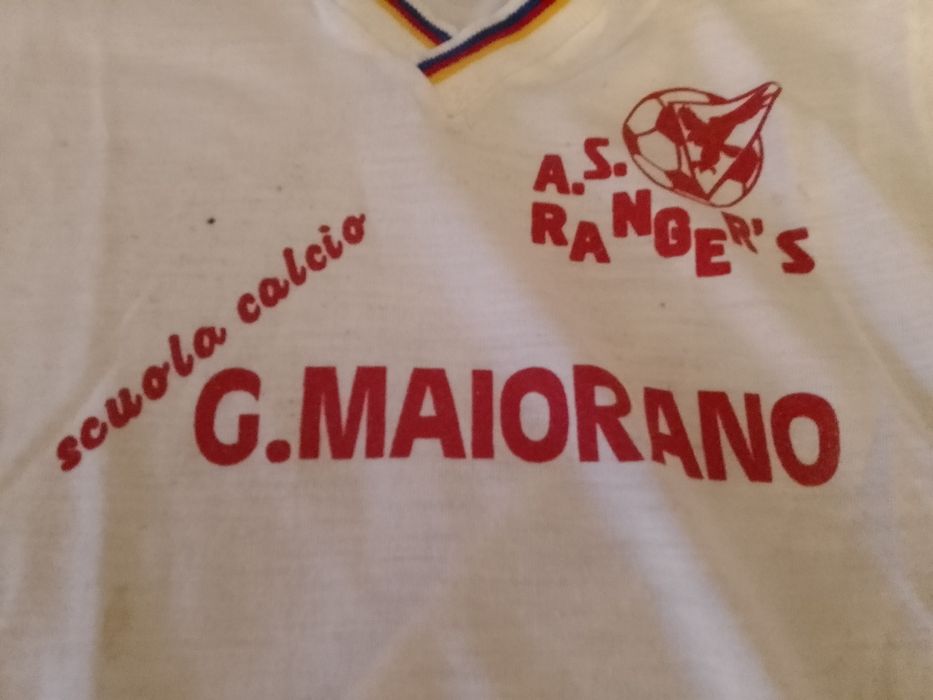 A.S.
RANGER'S
scuola calcio
G.MAIORANO